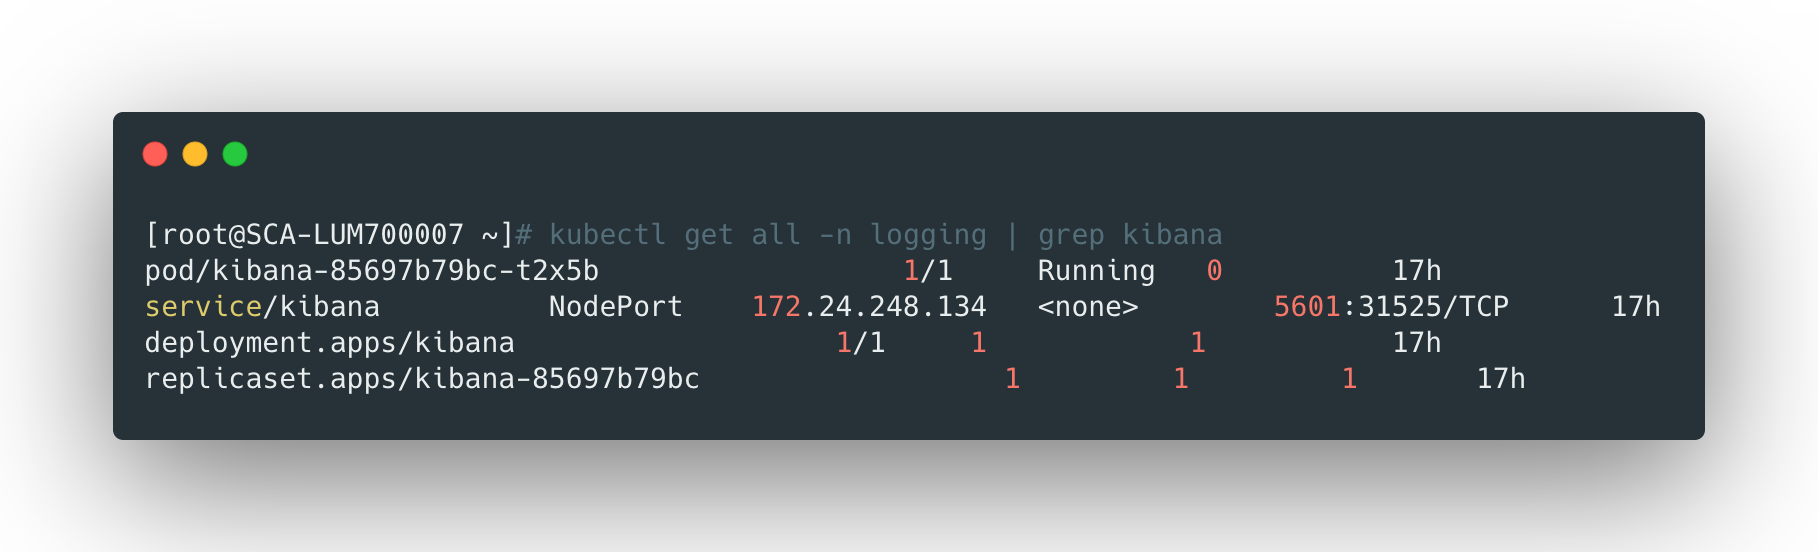 [root@SCA-LUM700007 ~]# kubectl get all -n logging | grep kibana
pod/kibana-85697b79bc-t2x5b                  1/1     Running   0          17h
service/kibana          NodePort    172.24.248.134   <none>        5601:31525/TCP      17h
deployment.apps/kibana                   1/1     1            1           17h
replicaset.apps/kibana-85697b79bc                  1         1         1       17h